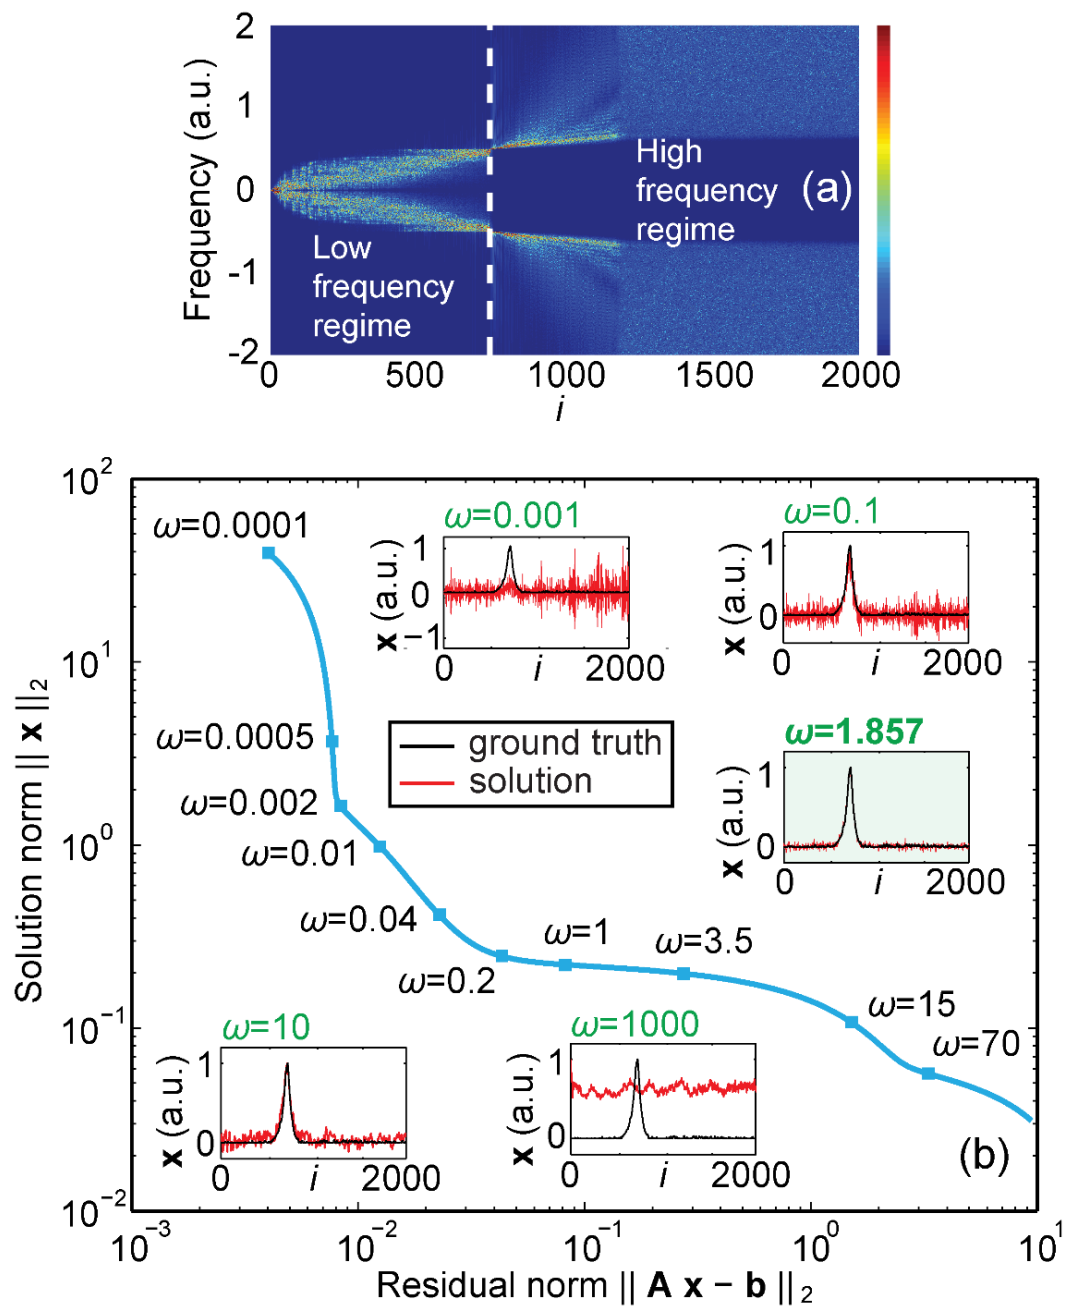 2
1
0
-1
-2
Frequency (a.u.)
Low
frequency
regime
High
frequency
regime
(a)
0
500
1000
1500
2000
i
10²
10¹
10⁰
10⁻¹
10⁻²
Solution norm || x ||₂
ω=0.0001
ω=0.0005
ω=0.002
ω=0.01
ω=0.04
ω=0.2
ω=1
ω=3.5
ω=15
ω=70
ω=0.001
x (a.u.)
1
0
−1
0
i
2000
ω=0.1
x (a.u.)
1
0
0
i
2000
ground truth
solution
ω=1.857
x (a.u.)
1
0
0
i
2000
ω=10
x (a.u.)
1
0
0
i
2000
ω=1000
x (a.u.)
1
0
0
i
2000
(b)
10⁻³
10⁻²
10⁻¹
10⁰
10¹
Residual norm || A x − b ||₂